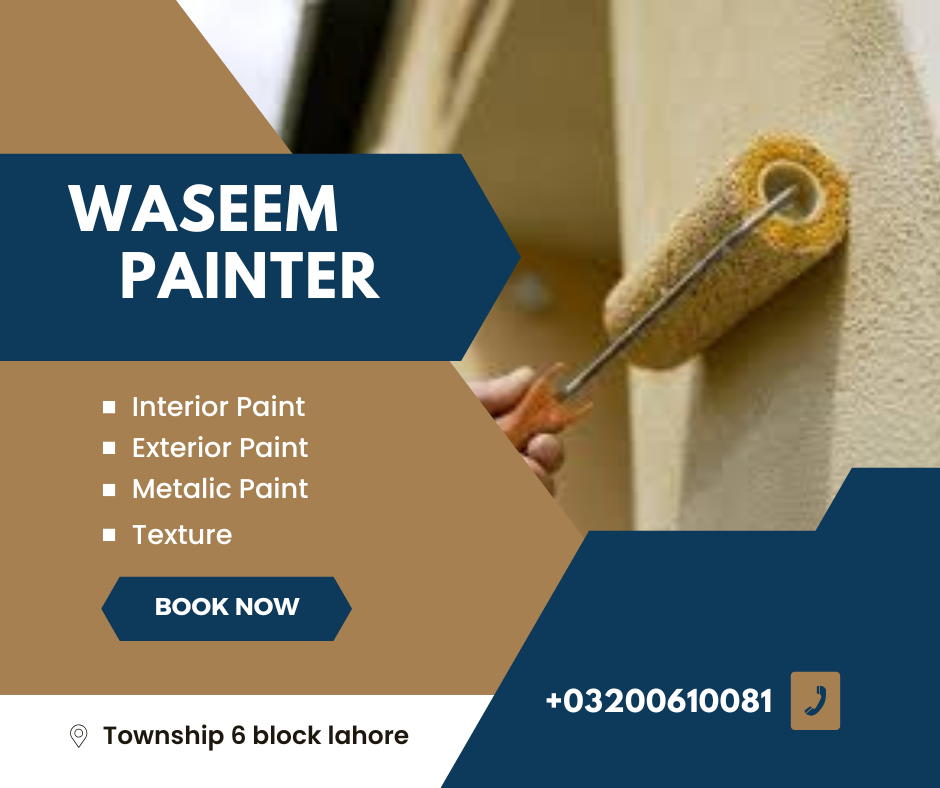 WASEEM
PAINTER
Interior Paint
Exterior Paint
Metalic Paint
Texture
BOOK NOW
+03200610081
Township 6 block lahore